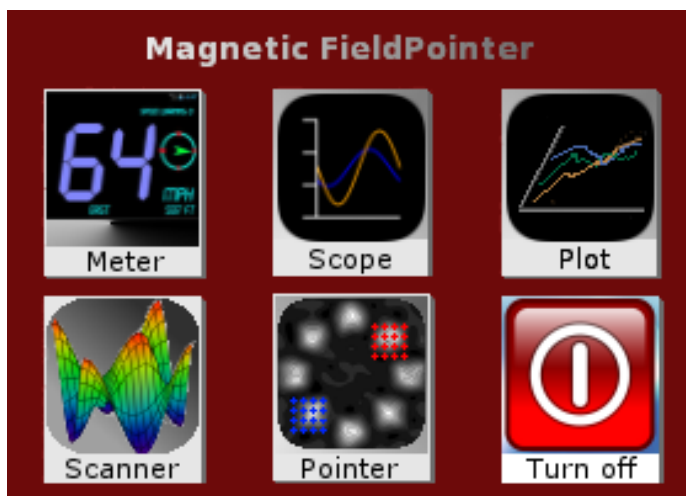 Magnetic FieldPointer
64
MPH
Meter
Scope
Plot
Scanner
Pointer
Turn off